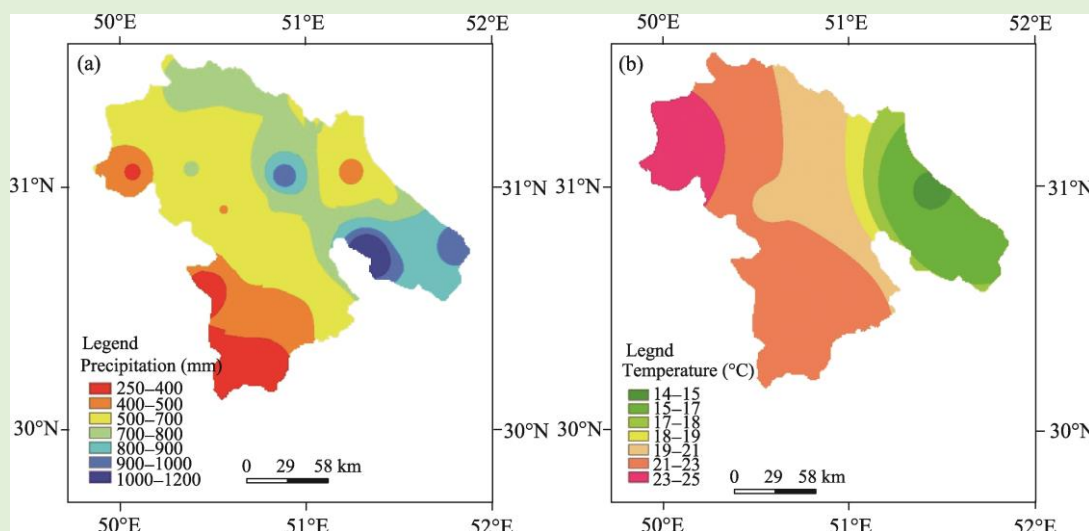 50°E 51°E 52°E
(a)
31°N
30°N
Legend
Precipitation (mm)
250–400
400–500
500–700
700–800
800–900
900–1000
1000–1200
0 29 58 km
50°E 51°E 52°E
50°E 51°E 52°E
(b)
31°N 31°N
30°N 30°N
Legnd
Temperature (°C)
14–15
15–17
17–18
18–19
19–21
21–23
23–25
0 29 58 km
50°E 51°E 52°E